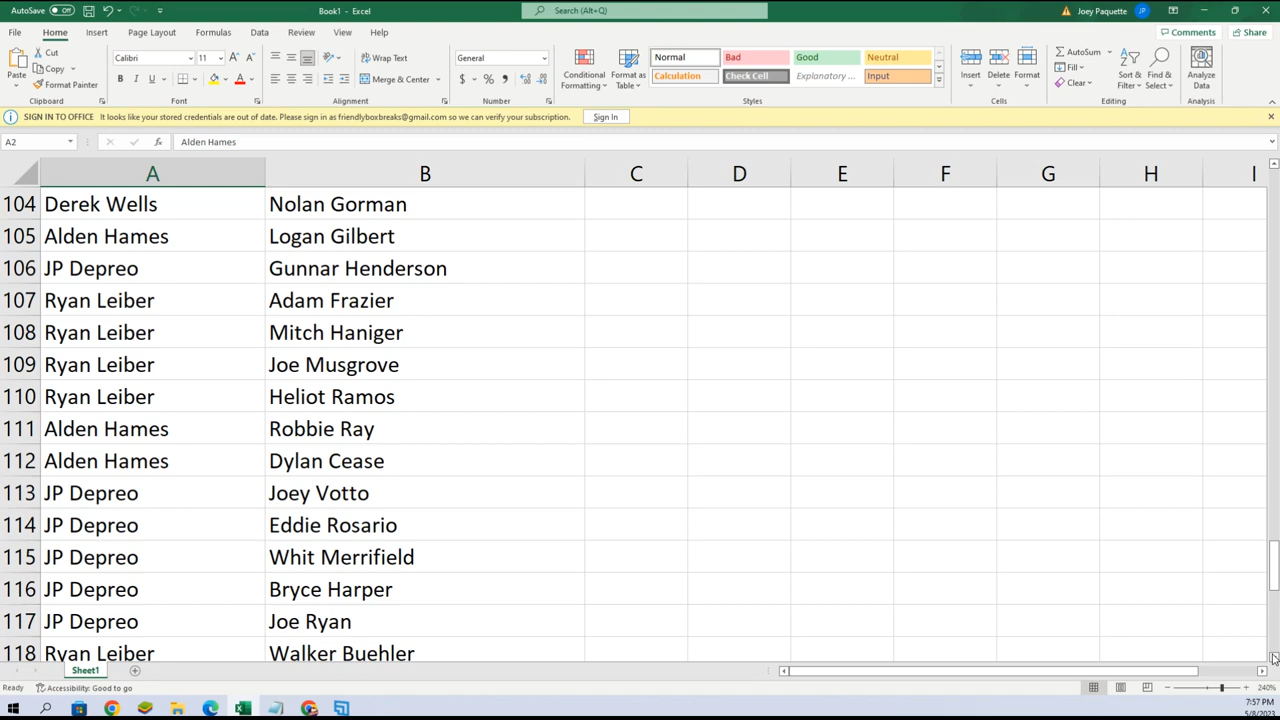 AutoSave Off Book1 - Excel Search (Alt+Q) Joey Paquette JP
File Home Insert Page Layout Formulas Data Review View Help Comments Share
Paste Cut Copy Format Painter Calibri 11 B I U Wrap Text Merge & Center General $ % Conditional Formatting Format as Table Normal Bad Good Neutral Calculation Check Cell Explanatory ... Input Insert Delete Format AutoSum Fill Clear Sort & Filter Find & Select Analyze Data
Clipboard Font Alignment Number Styles Cells Editing Analysis
SIGN IN TO OFFICE It looks like your stored credentials are out of date. Please sign in as friendlyboxbreaks@gmail.com so we can verify your subscription. Sign In
A2 fx Alden Hames
A B C D E F G H I
104 Derek Wells Nolan Gorman
105 Alden Hames Logan Gilbert
106 JP Depreo Gunnar Henderson
107 Ryan Leiber Adam Frazier
108 Ryan Leiber Mitch Haniger
109 Ryan Leiber Joe Musgrove
110 Ryan Leiber Heliot Ramos
111 Alden Hames Robbie Ray
112 Alden Hames Dylan Cease
113 JP Depreo Joey Votto
114 JP Depreo Eddie Rosario
115 JP Depreo Whit Merrifield
116 JP Depreo Bryce Harper
117 JP Depreo Joe Ryan
118 Ryan Leiber Walker Buehler
Sheet1
Ready Accessibility: Good to go 240%
7:57 PM
5/8/2023